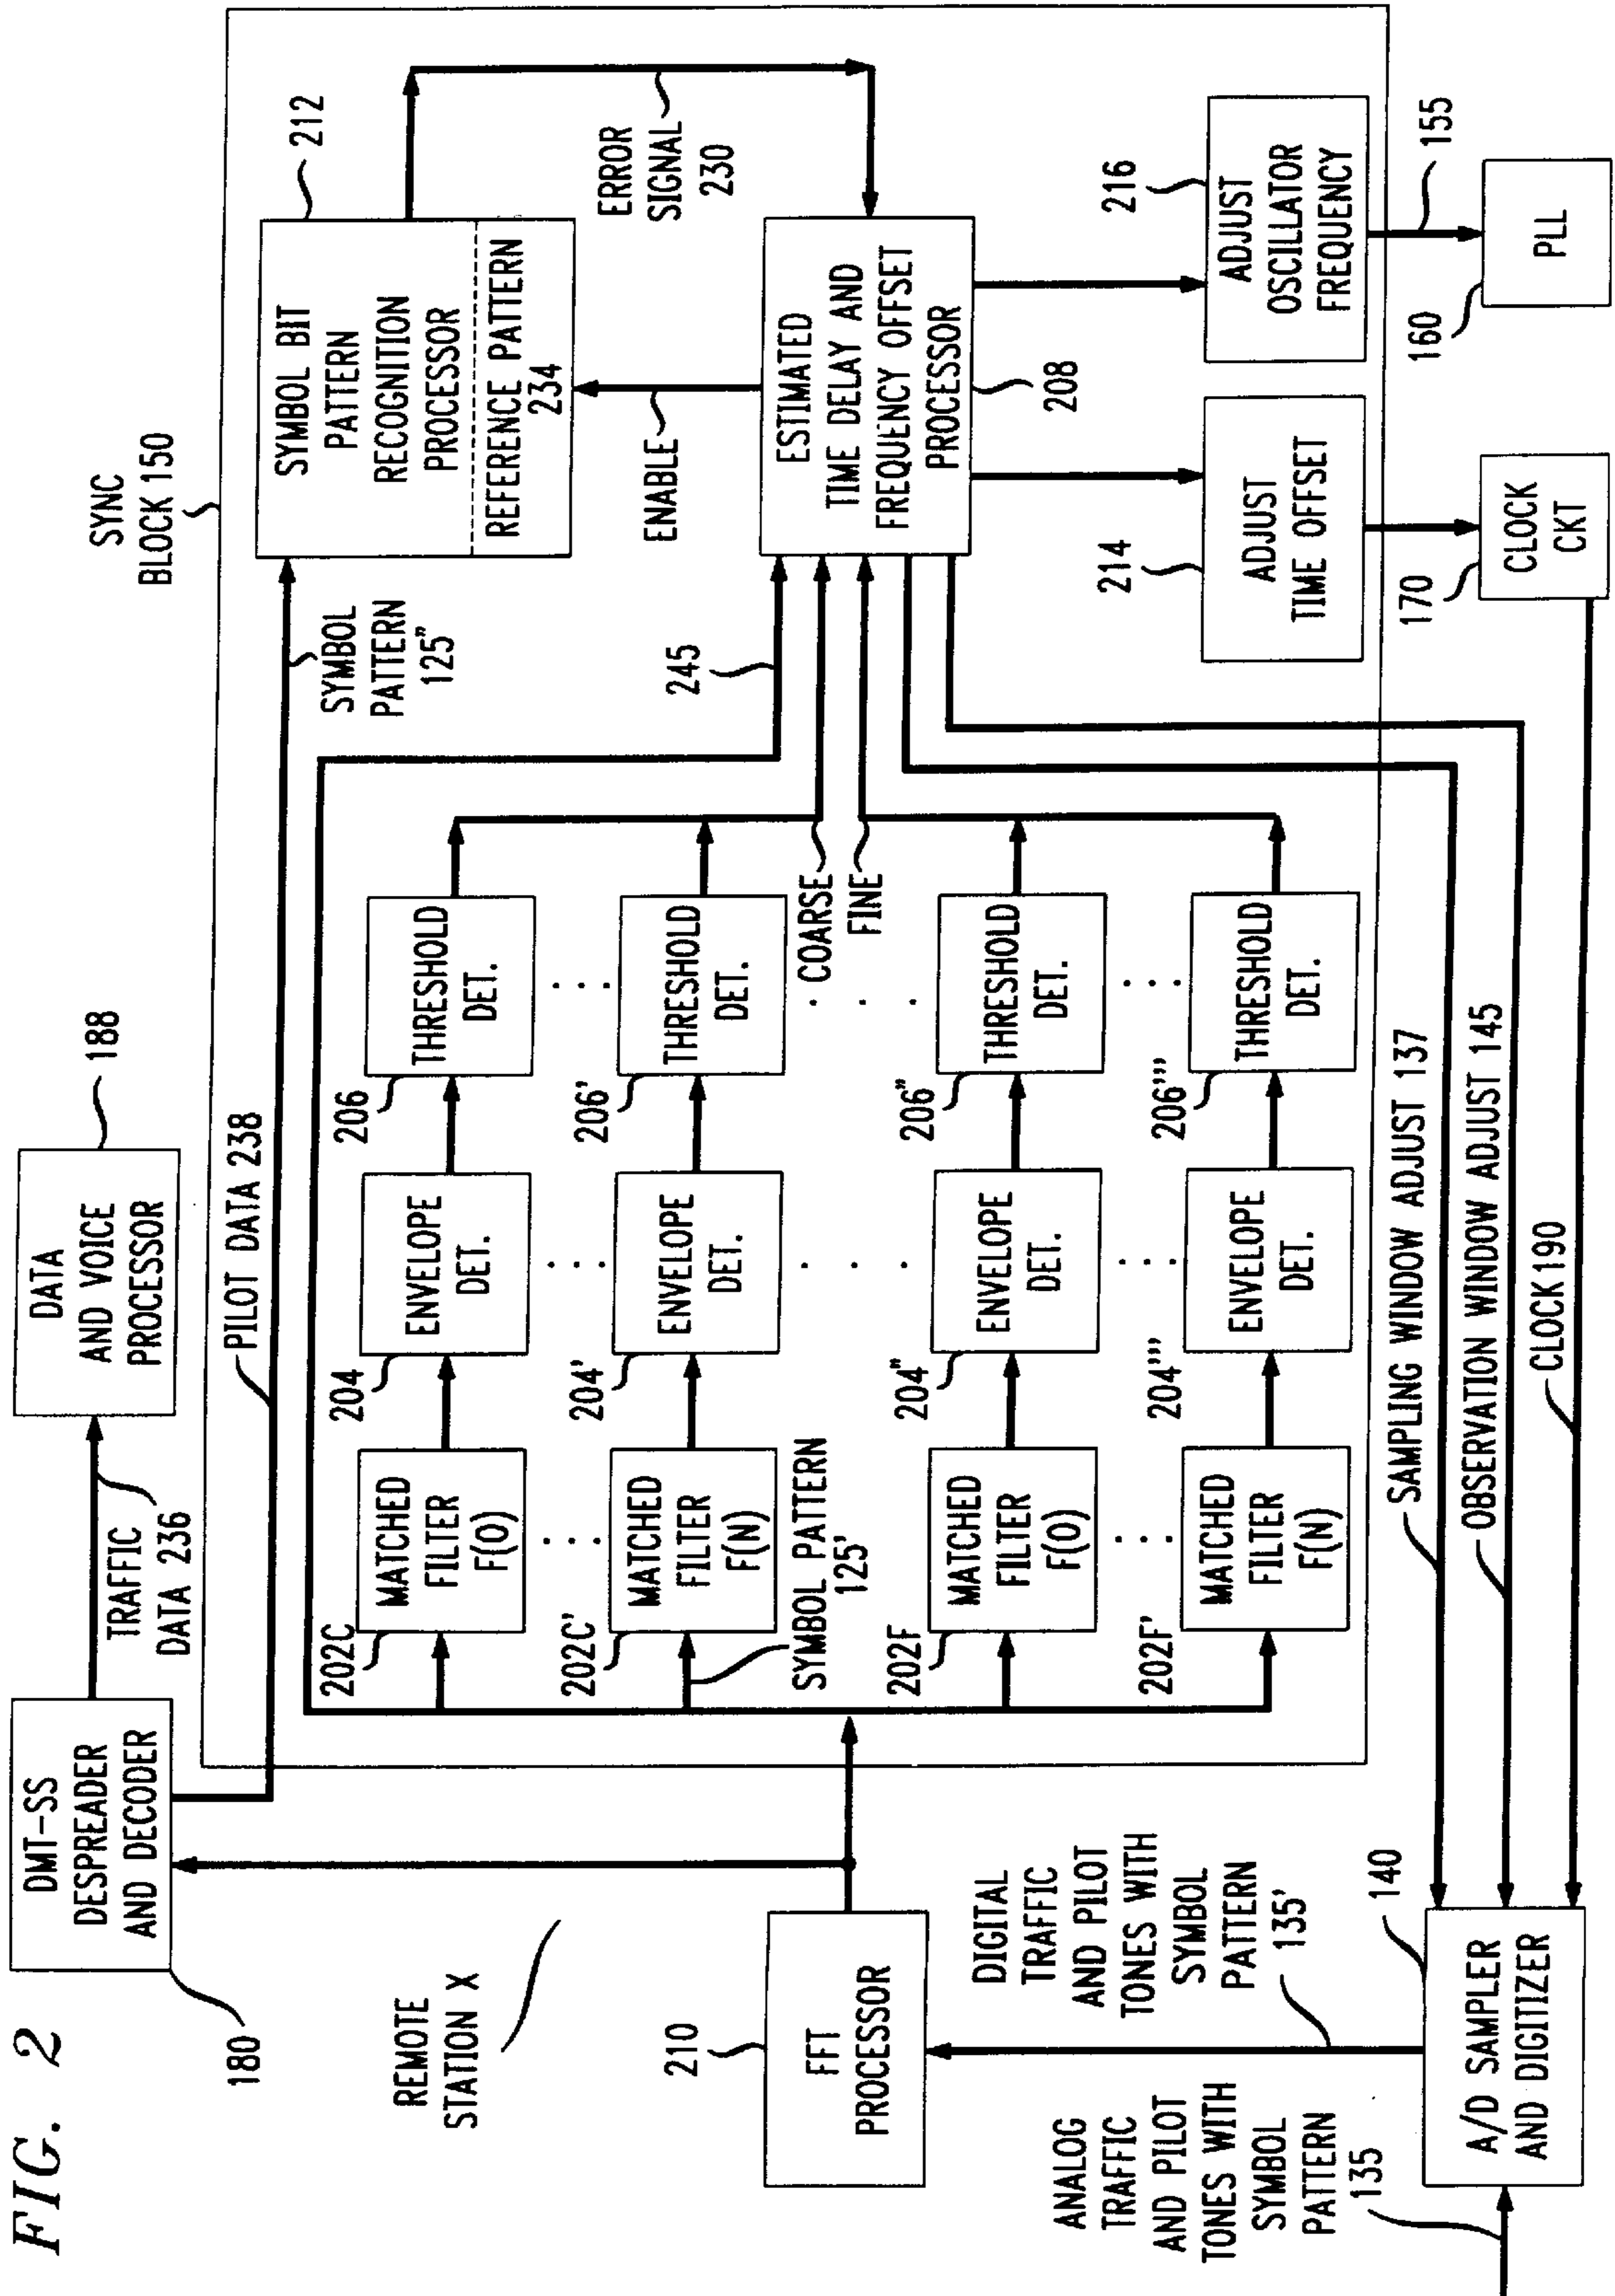 FIG. 2
DMT-SS
DESPREADER
AND DECODER
180
TRAFFIC
DATA 236
DATA
AND VOICE
PROCESSOR
188
PILOT DATA 238
SYNC
BLOCK 150
SYMBOL
PATTERN
125"
SYMBOL BIT
PATTERN
RECOGNITION
PROCESSOR
REFERENCE PATTERN
234
212
ERROR
SIGNAL
230
ENABLE
REMOTE
STATION X
210
FFT
PROCESSOR
202C
MATCHED
FILTER
F(O)
204
ENVELOPE
DET.
206
THRESHOLD
DET.
202C'
MATCHED
FILTER
F(N)
204'
ENVELOPE
DET.
206'
THRESHOLD
DET.
SYMBOL PATTERN
125'
COARSE
FINE
202F
MATCHED
FILTER
F(O)
204"
ENVELOPE
DET.
206"
THRESHOLD
DET.
202F'
MATCHED
FILTER
F(N)
204'''
ENVELOPE
DET.
206'''
THRESHOLD
DET.
245
ESTIMATED
TIME DELAY AND
FREQUENCY OFFSET
PROCESSOR
208
214
ADJUST
TIME OFFSET
216
ADJUST
OSCILLATOR
FREQUENCY
155
170
CLOCK
CKT
160
PLL
ANALOG
TRAFFIC
AND PILOT
TONES WITH
SYMBOL
PATTERN
135
DIGITAL
TRAFFIC
AND PILOT
TONES WITH
SYMBOL
PATTERN
135'
140
A/D SAMPLER
AND DIGITIZER
SAMPLING WINDOW ADJUST 137
OBSERVATION WINDOW ADJUST 145
CLOCK 190